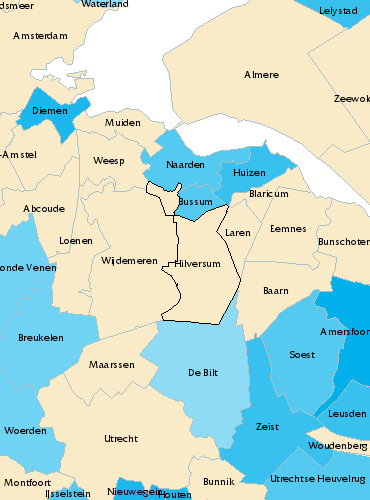 dsmeer
Waterland
Lelystad
Amsterdam
Almere
Zeewol
Diemen
Muiden
-Amstel
Weesp
Naarden
Huizen
Blaricum
Bussum
Abcoude
Laren
Eemnes
Loenen
Bunschoten
Wijdemeren
Hilversum
onde Venen
Baarn
Amersfoor
Breukelen
Soest
Maarssen
De Bilt
Leusden
Woerden
Zeist
Utrecht
Woudenberg
Montfoort
Bunnik
Utrechtse Heuvelrug
IJsselstein
Nieuwegein
Houten